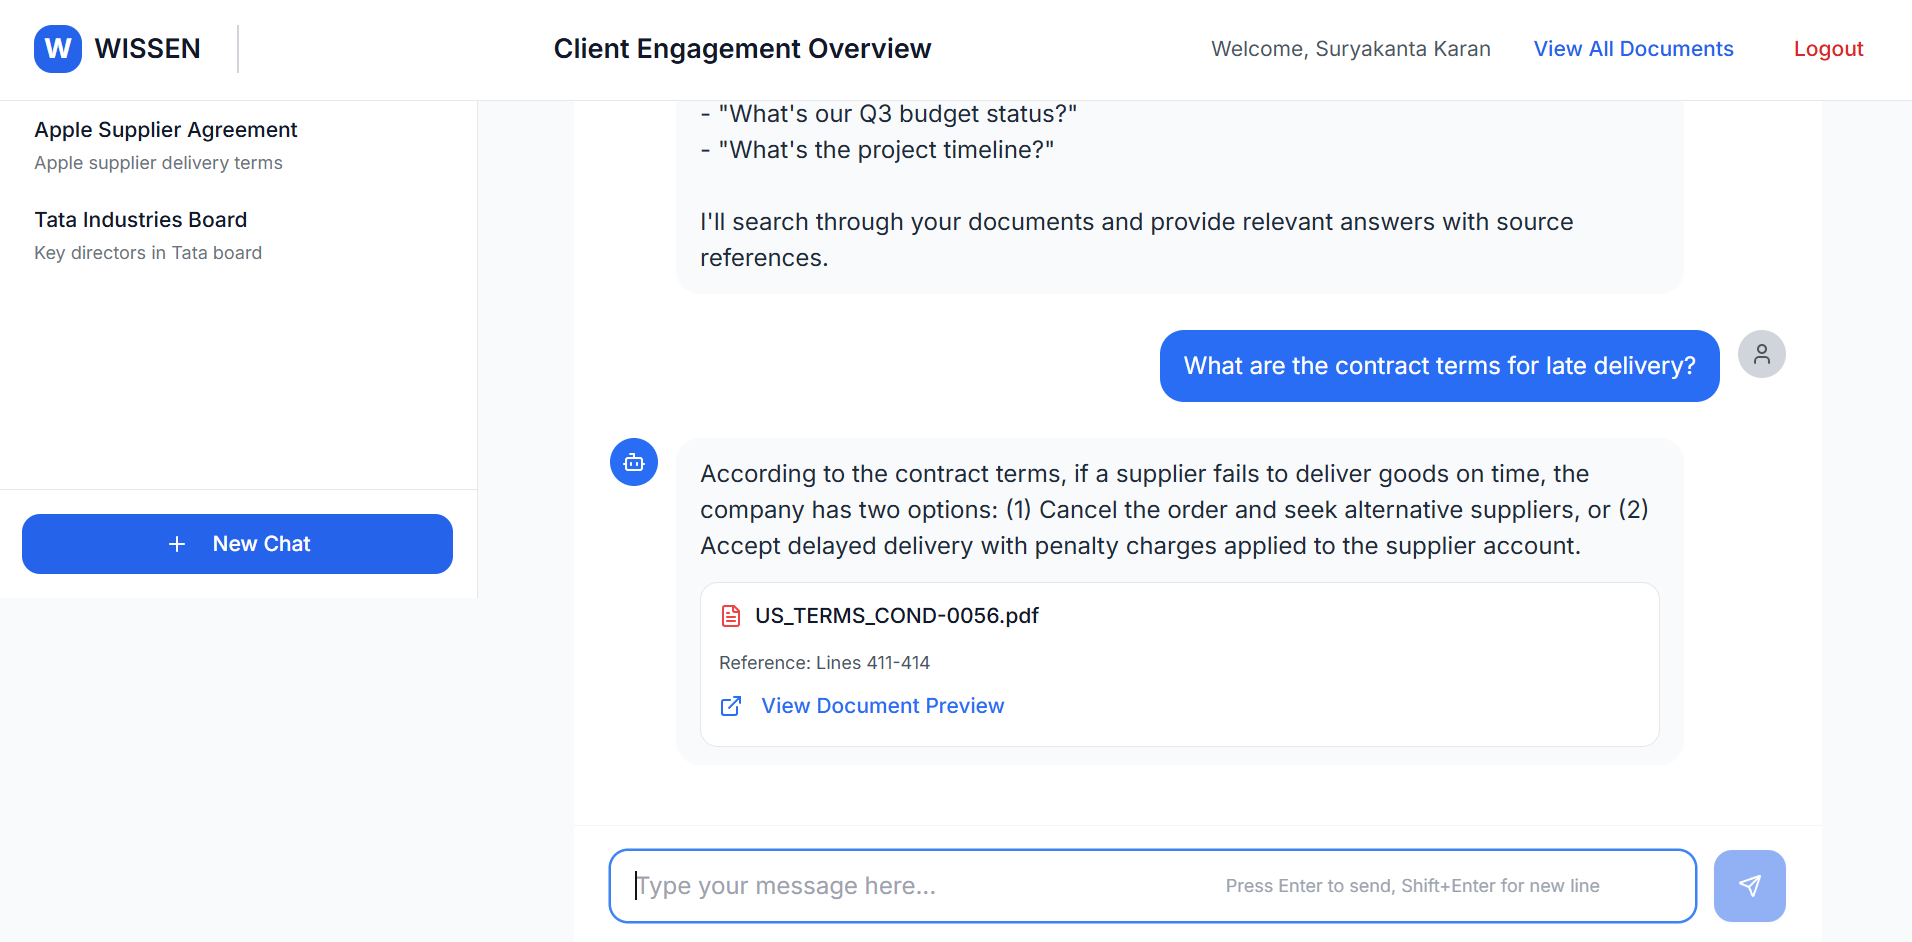 W WISSEN
Client Engagement Overview
Welcome, Suryakanta Karan
View All Documents
Logout
Apple Supplier Agreement
Apple supplier delivery terms
Tata Industries Board
Key directors in Tata board
+ New Chat
- "What's our Q3 budget status?"
- "What's the project timeline?"
I'll search through your documents and provide relevant answers with source
references.
What are the contract terms for late delivery?
According to the contract terms, if a supplier fails to deliver goods on time, the
company has two options: (1) Cancel the order and seek alternative suppliers, or (2)
Accept delayed delivery with penalty charges applied to the supplier account.
US_TERMS_COND-0056.pdf
Reference: Lines 411-414
View Document Preview
Type your message here...
Press Enter to send, Shift+Enter for new line